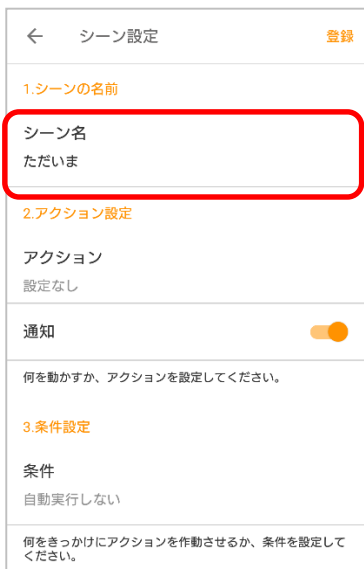 ← シーン設定 登録
1.シーンの名前
シーン名
ただいま
2.アクション設定
アクション
設定なし
通知
何を動かすか、アクションを設定してください。
3.条件設定
条件
自動実行しない
何をきっかけにアクションを作動させるか、条件を設定して
ください。